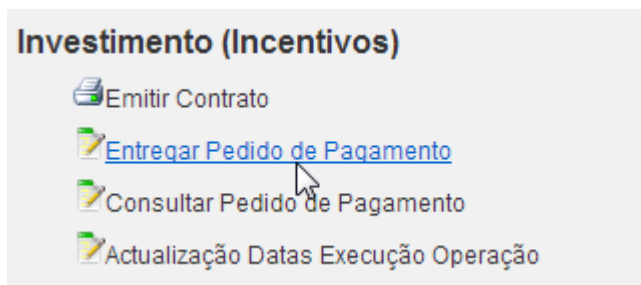 Investimento (Incentivos)
Emitir Contrato
Entregar Pedido de Pagamento
Consultar Pedido de Pagamento
Actualização Datas Execução Operação